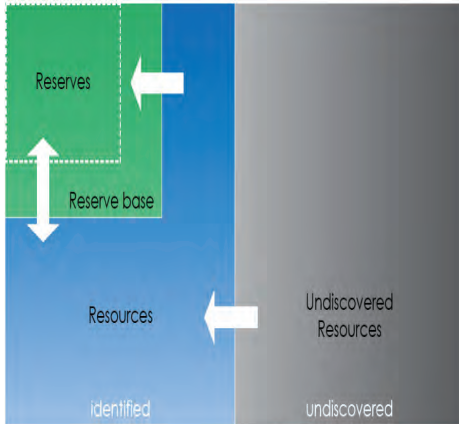 Reserves
Reserve base
Resources
Undiscovered
Resources
identified
undiscovered